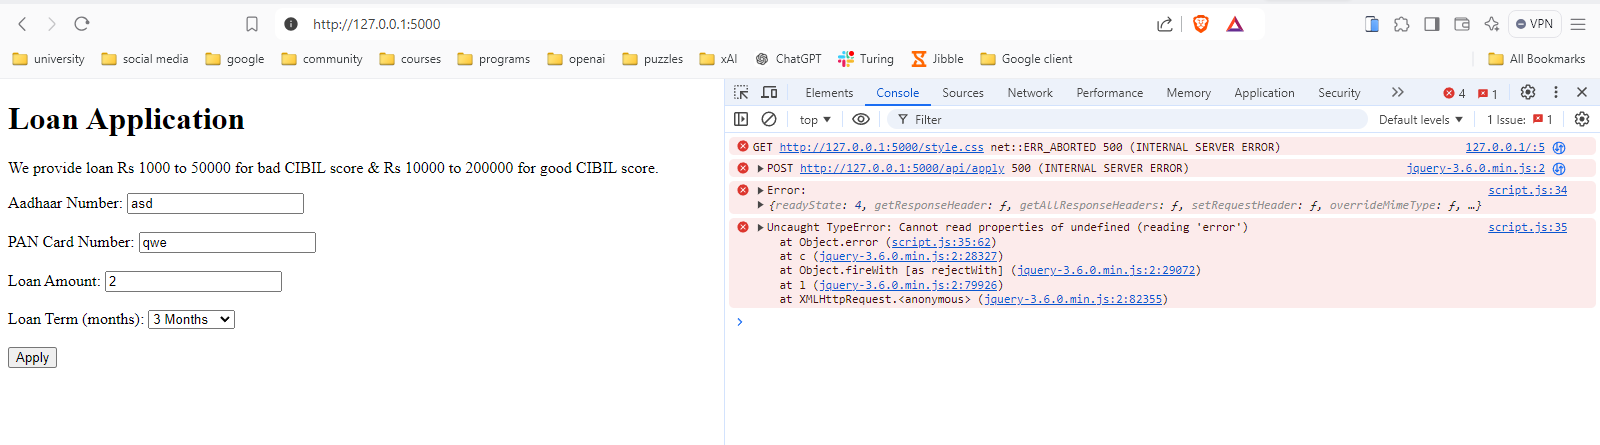 http://127.0.0.1:5000
VPN
university social media google community courses programs openai puzzles xAI ChatGPT Turing Jibble Google client All Bookmarks
Loan Application
We provide loan Rs 1000 to 50000 for bad CIBIL score & Rs 10000 to 200000 for good CIBIL score.
Aadhaar Number: asd
PAN Card Number: qwe
Loan Amount: 2
Loan Term (months): 3 Months
Apply
Elements Console Sources Network Performance Memory Application Security 4 1
top Filter Default levels 1 Issue: 1
GET http://127.0.0.1:5000/style.css net::ERR_ABORTED 500 (INTERNAL SERVER ERROR) 127.0.0.1/:5
POST http://127.0.0.1:5000/api/apply 500 (INTERNAL SERVER ERROR) jquery-3.6.0.min.js:2
Error: script.js:34
{readyState: 4, getResponseHeader: ƒ, getAllResponseHeaders: ƒ, setRequestHeader: ƒ, overrideMimeType: ƒ, …}
Uncaught TypeError: Cannot read properties of undefined (reading 'error') script.js:35
at Object.error (script.js:35:62)
at c (jquery-3.6.0.min.js:2:28327)
at Object.fireWith [as rejectWith] (jquery-3.6.0.min.js:2:29072)
at l (jquery-3.6.0.min.js:2:79926)
at XMLHttpRequest.<anonymous> (jquery-3.6.0.min.js:2:82355)